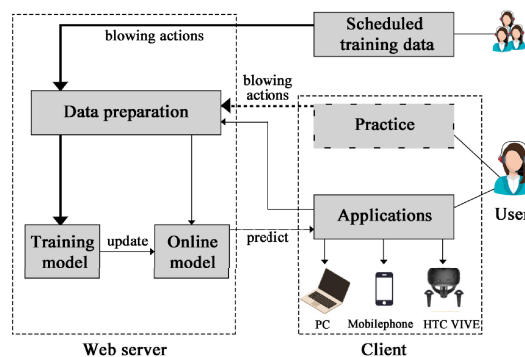 blowing actions
Scheduled
training data
blowing
actions
Data preparation
Practice
User
Applications
Training
model
update
Online
model
predict
PC
Mobilephone
HTC VIVE
Web server
Client